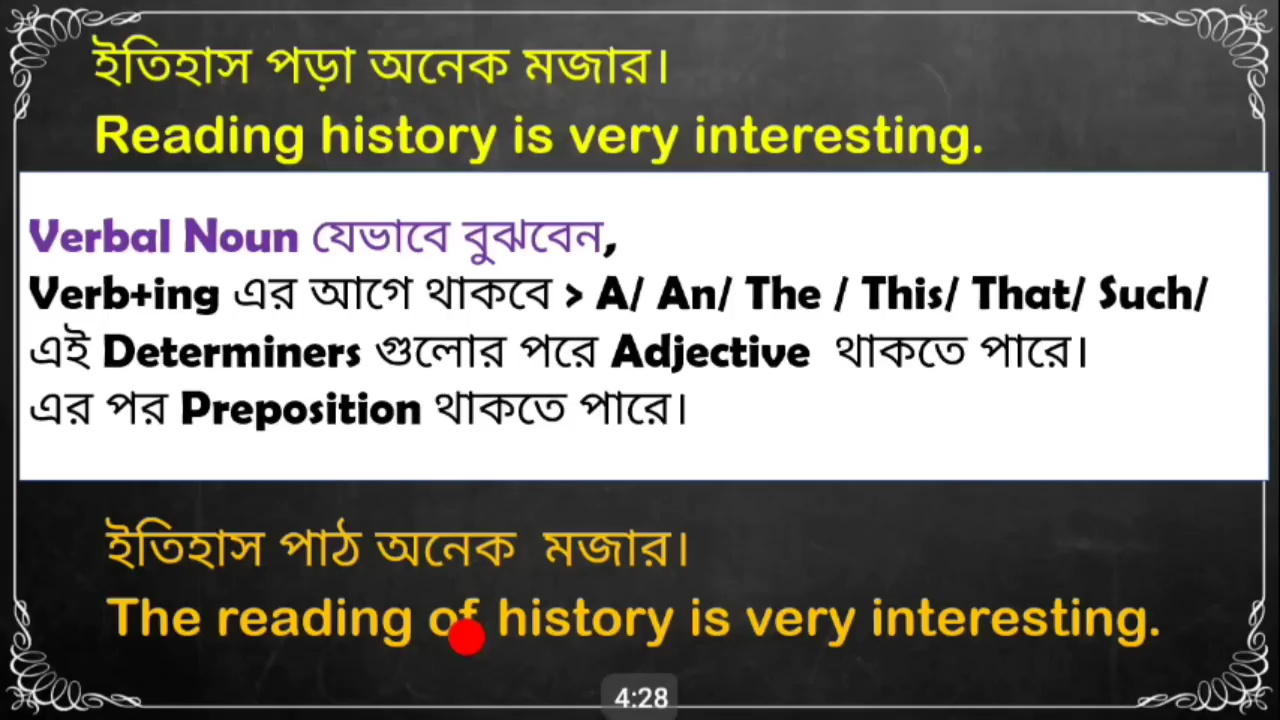 ইতিহাস পড়া অনেক মজার।
Reading history is very interesting.
Verbal Noun যেভাবে বুঝবেন,
Verb+ing এর আগে থাকবে > A/ An/ The / This/ That/ Such/
এই Determiners গুলোর পরে Adjective থাকতে পারে।
এর পর Preposition থাকতে পারে।
ইতিহাস পাঠ অনেক মজার।
The reading of history is very interesting.
4:28